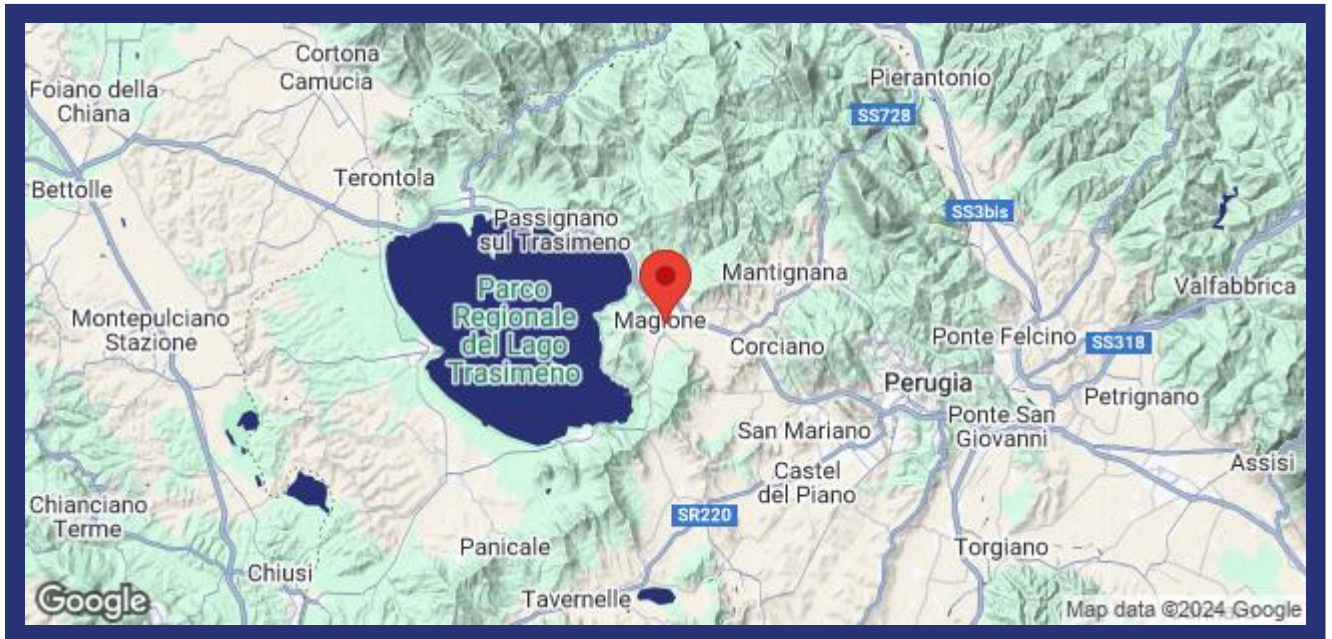 Cortona
Camucia
Pierantonio
Foiano della
Chiana
SS728
Terontola
Bettolle
Passignano
sul Trasimeno
SS3bis
Mantignana
Valfabbrica
Parco
Regionale
del Lago
Trasimeno
Montepulciano
Stazione
Magione
Corciano
Ponte Felcino
SS318
Perugia
Petrignano
San Mariano
Ponte San
Giovanni
Castel
del Piano
Assisi
Chianciano
Terme
SR220
Panicale
Torgiano
Chiusi
Tavernelle
Google
Map data ©2024 Google